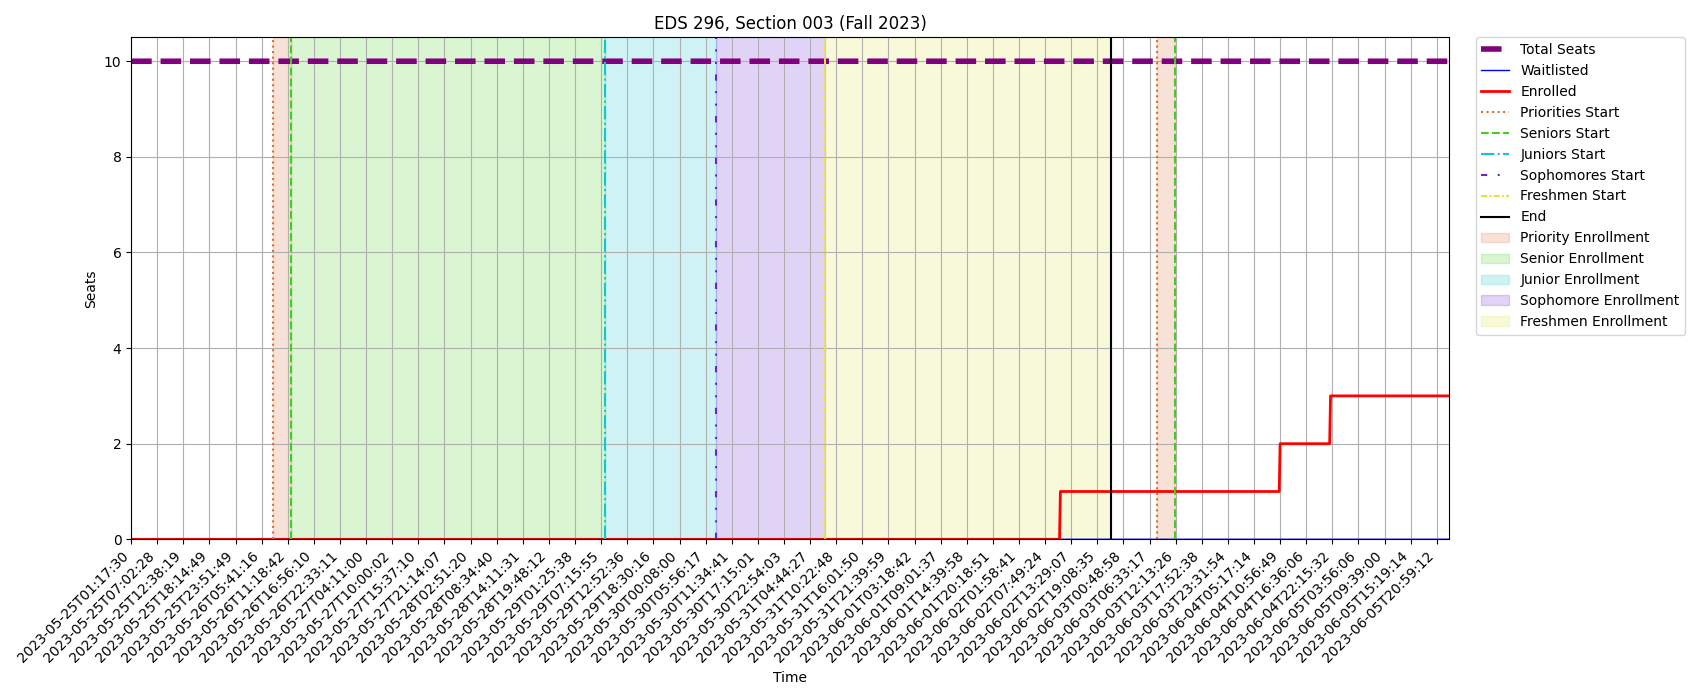 EDS 296, Section 003 (Fall 2023)
Seats
10
8
6
4
2
0
2023-05-25T01:17:30
2023-05-25T07:02:28
2023-05-25T12:38:19
2023-05-25T18:14:49
2023-05-25T23:51:49
2023-05-26T05:41:16
2023-05-26T11:18:42
2023-05-26T16:56:10
2023-05-26T22:33:11
2023-05-27T04:11:00
2023-05-27T10:00:02
2023-05-27T15:37:10
2023-05-27T21:14:07
2023-05-28T02:51:20
2023-05-28T08:34:40
2023-05-28T14:11:31
2023-05-28T19:48:12
2023-05-29T01:25:38
2023-05-29T07:15:55
2023-05-29T12:52:36
2023-05-29T18:30:16
2023-05-30T00:08:00
2023-05-30T05:56:17
2023-05-30T11:34:41
2023-05-30T17:15:01
2023-05-30T22:54:03
2023-05-31T04:44:27
2023-05-31T10:22:48
2023-05-31T16:01:50
2023-05-31T21:39:59
2023-06-01T03:18:42
2023-06-01T09:01:37
2023-06-01T14:39:58
2023-06-01T20:18:51
2023-06-02T01:58:41
2023-06-02T07:49:24
2023-06-02T13:29:07
2023-06-02T19:08:35
2023-06-03T00:48:58
2023-06-03T06:33:17
2023-06-03T12:13:26
2023-06-03T17:52:38
2023-06-03T23:31:54
2023-06-04T05:17:14
2023-06-04T10:56:49
2023-06-04T16:36:06
2023-06-04T22:15:32
2023-06-05T03:56:06
2023-06-05T09:39:00
2023-06-05T15:19:14
2023-06-05T20:59:12
Time
Total Seats
Waitlisted
Enrolled
Priorities Start
Seniors Start
Juniors Start
Sophomores Start
Freshmen Start
End
Priority Enrollment
Senior Enrollment
Junior Enrollment
Sophomore Enrollment
Freshmen Enrollment